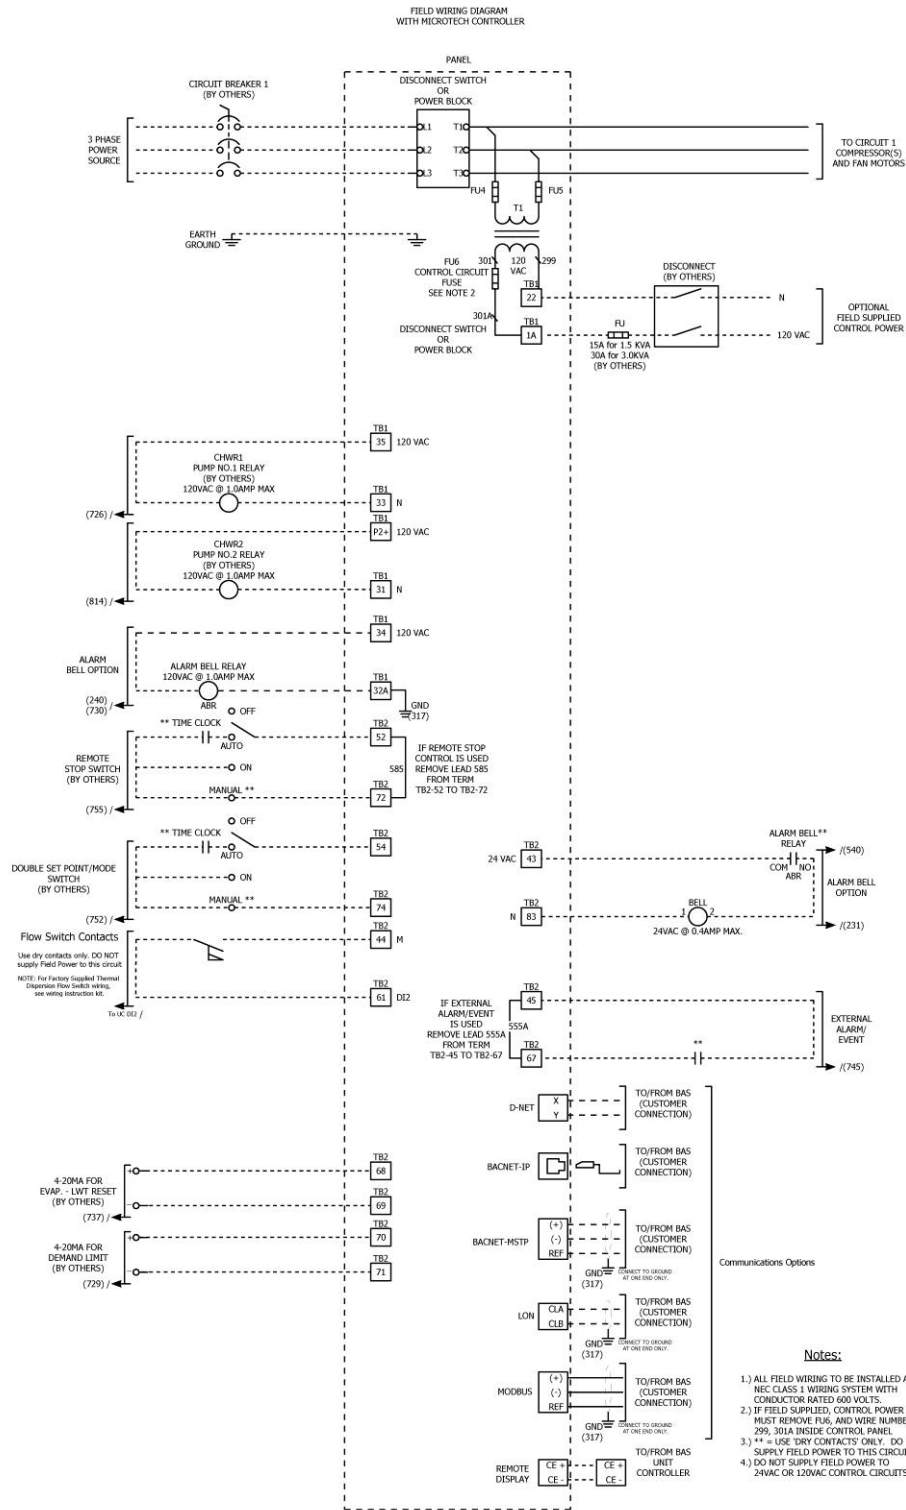 FIELD WIRING DIAGRAM
WITH MICROTECH CONTROLLER
PANEL
CIRCUIT BREAKER 1
(BY OTHERS)
DISCONNECT SWITCH
OR
POWER BLOCK
3 PHASE
POWER
SOURCE
L1
T1
L2
T2
L3
T3
TO CIRCUIT 1
COMPRESSOR(S)
AND FAN MOTORS
FU4
FU5
T1
EARTH
GROUND
FU6
CONTROL CIRCUIT
FUSE
SEE NOTE 2
301
120
VAC
299
TB1
22
301A
TB1
1A
DISCONNECT SWITCH
OR
POWER BLOCK
DISCONNECT
(BY OTHERS)
FU
15A for 1.5 KVA
30A for 3.0KVA
(BY OTHERS)
N
120 VAC
OPTIONAL
FIELD SUPPLIED
CONTROL POWER
TB1
35 120 VAC
CHWR1
PUMP NO.1 RELAY
(BY OTHERS)
120VAC @ 1.0AMP MAX
TB1
33 N
(726) /
TB1
P2+ 120 VAC
CHWR2
PUMP NO.2 RELAY
(BY OTHERS)
120VAC @ 1.0AMP MAX
TB1
31 N
(814) /
TB1
34 120 VAC
ALARM
BELL OPTION
ALARM BELL RELAY
120VAC @ 1.0AMP MAX
ABR
TB1
32A
GND
(317)
(240)
(730) /
OFF
** TIME CLOCK
AUTO
ON
MANUAL **
REMOTE
STOP SWITCH
(BY OTHERS)
(755) /
TB2
52
585
TB2
72
IF REMOTE STOP
CONTROL IS USED
REMOVE LEAD 585
FROM TERM
TB2-52 TO TB2-72
OFF
** TIME CLOCK
AUTO
ON
MANUAL **
DOUBLE SET POINT/MODE
SWITCH
(BY OTHERS)
(752) /
TB2
54
TB2
74
Flow Switch Contacts
Use dry contacts only. DO NOT
supply Field Power to this circuit
NOTE: For Factory Supplied Thermal
Dispersion Flow Switch wiring,
see wiring instruction kit.
To UC DI2 /
TB2
44 M
TB2
61 DI2
TB2
24 VAC 43
ALARM BELL**
RELAY
COM NO
ABR
/(540)
ALARM BELL
OPTION
TB2
N 83
BELL
1 2
24VAC @ 0.4AMP MAX.
/(231)
IF EXTERNAL
ALARM/EVENT
IS USED
REMOVE LEAD 555A
FROM TERM
TB2-45 TO TB2-67
555A
TB2
45
TB2
67
**
EXTERNAL
ALARM/
EVENT
/(745)
D-NET
X
Y
TO/FROM BAS
(CUSTOMER
CONNECTION)
BACNET-IP
TO/FROM BAS
(CUSTOMER
CONNECTION)
4-20MA FOR
EVAP. - LWT RESET
(BY OTHERS)
(737) /
+
-
TB2
68
TB2
69
4-20MA FOR
DEMAND LIMIT
(BY OTHERS)
(729) /
+
-
TB2
70
TB2
71
BACNET-MSTP
(+)
(-)
REF
GND
(317)
CONNECT TO GROUND
AT ONE END ONLY.
TO/FROM BAS
(CUSTOMER
CONNECTION)
Communications Options
LON
CLA
CLB
GND
(317)
CONNECT TO GROUND
AT ONE END ONLY.
TO/FROM BAS
(CUSTOMER
CONNECTION)
MODBUS
(+)
(-)
REF
GND
(317)
CONNECT TO GROUND
AT ONE END ONLY.
TO/FROM BAS
(CUSTOMER
CONNECTION)
REMOTE
DISPLAY
CE +
CE -
CE +
CE -
TO/FROM BAS
UNIT
CONTROLLER
Notes:
1.) ALL FIELD WIRING TO BE INSTALLED A
NEC CLASS 1 WIRING SYSTEM WITH
CONDUCTOR RATED 600 VOLTS.
2.) IF FIELD SUPPLIED, CONTROL POWER
MUST REMOVE FU6, AND WIRE NUMBE
299, 301A INSIDE CONTROL PANEL
3.) ** = USE 'DRY CONTACTS' ONLY. DO
SUPPLY FIELD POWER TO THIS CIRCUI
4.) DO NOT SUPPLY FIELD POWER TO
24VAC OR 120VAC CONTROL CIRCUITS